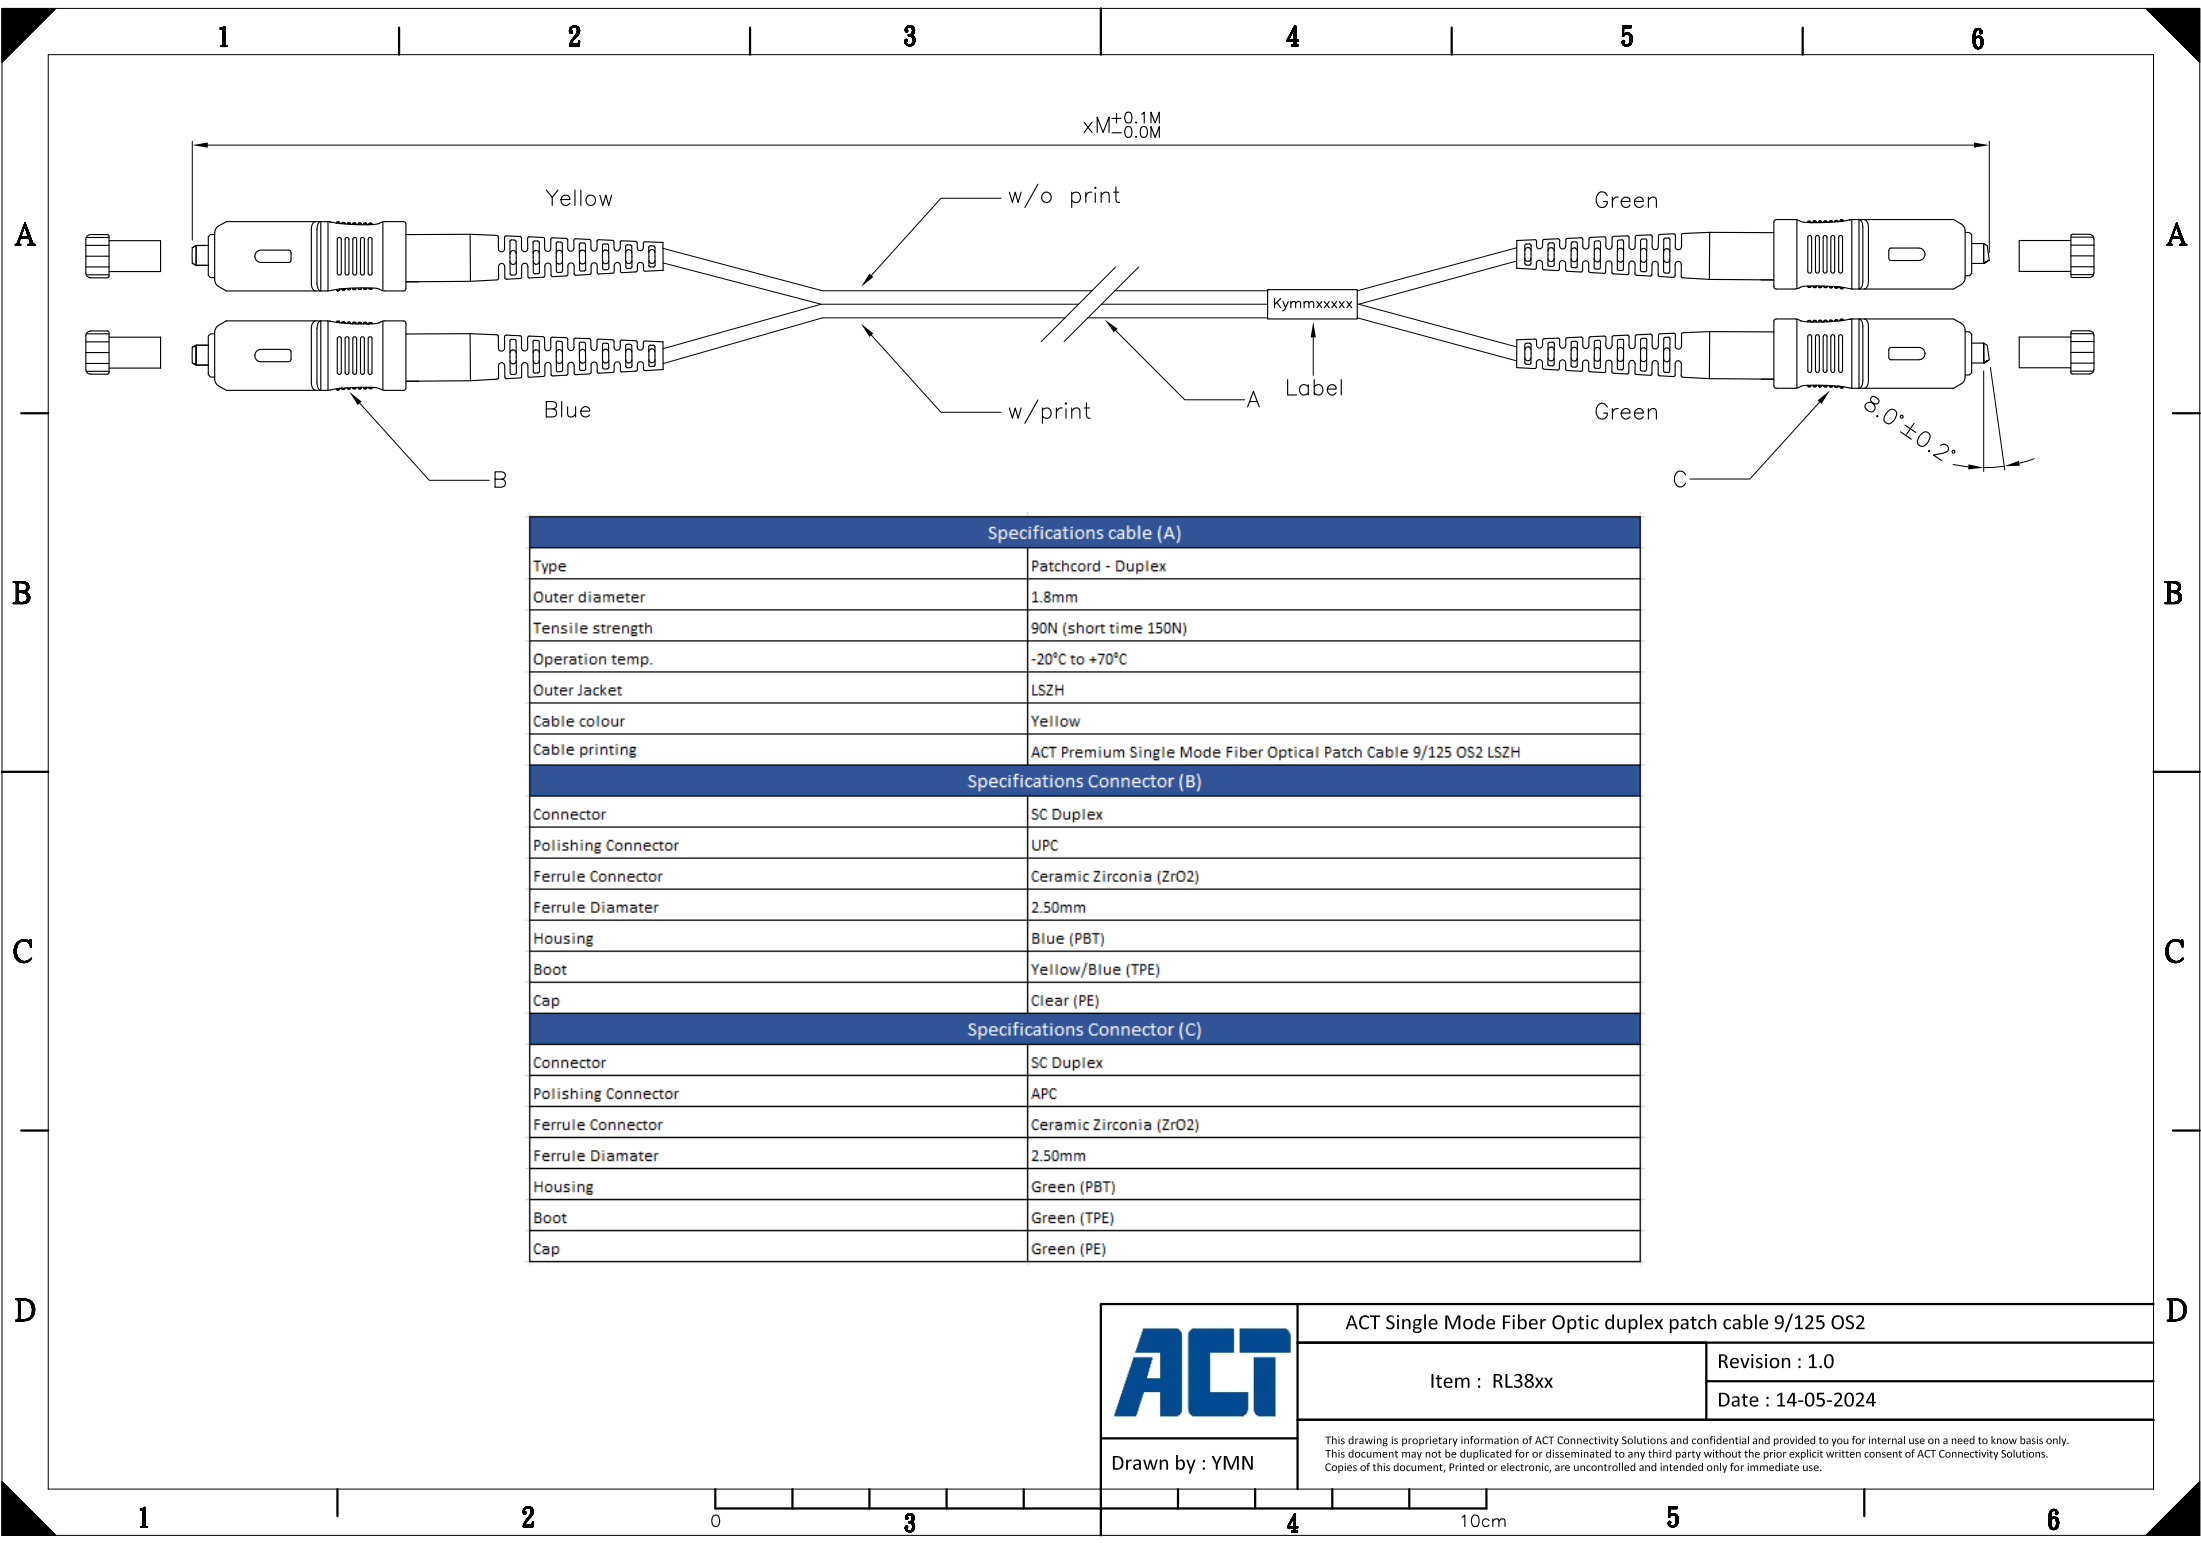 1 2 3 4 5 6
xM+0.1M
-0.0M
Yellow
w/o print
Green
A
A
Kymmxxxxx
Label
A
Blue
w/print
Green
8.0°±0.2°
B
C
Specifications cable (A)
Type Patchcord - Duplex
Outer diameter 1.8mm
B
B
Tensile strength 90N (short time 150N)
Operation temp. -20°C to +70°C
Outer Jacket LSZH
Cable colour Yellow
Cable printing ACT Premium Single Mode Fiber Optical Patch Cable 9/125 OS2 LSZH
Specifications Connector (B)
Connector SC Duplex
Polishing Connector UPC
Ferrule Connector Ceramic Zirconia (ZrO2)
Ferrule Diamater 2.50mm
Housing Blue (PBT)
C
C
Boot Yellow/Blue (TPE)
Cap Clear (PE)
Specifications Connector (C)
Connector SC Duplex
Polishing Connector APC
Ferrule Connector Ceramic Zirconia (ZrO2)
Ferrule Diamater 2.50mm
Housing Green (PBT)
Boot Green (TPE)
Cap Green (PE)
D
D
ACT
ACT Single Mode Fiber Optic duplex patch cable 9/125 OS2
Item : RL38xx
Revision : 1.0
Date : 14-05-2024
Drawn by : YMN
This drawing is proprietary information of ACT Connectivity Solutions and confidential and provided to you for internal use on a need to know basis only.
This document may not be duplicated for or disseminated to any third party without the prior explicit written consent of ACT Connectivity Solutions.
Copies of this document, Printed or electronic, are uncontrolled and intended only for immediate use.
1 2 0 3 4 10cm 5 6